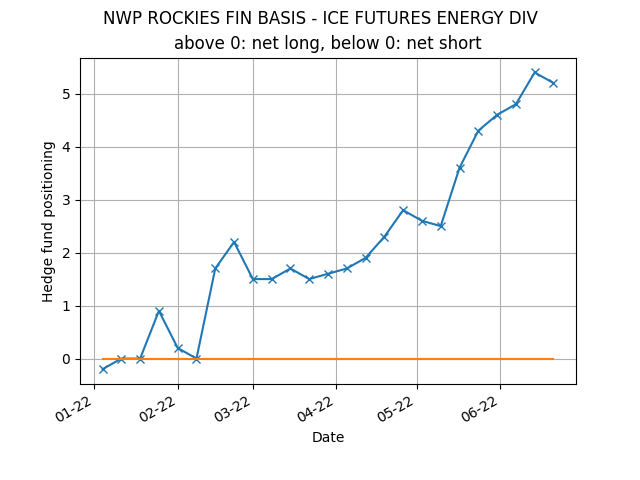 NWP ROCKIES FIN BASIS - ICE FUTURES ENERGY DIV
above 0: net long, below 0: net short
Hedge fund positioning
5
4
3
2
1
0
01-22 02-22 03-22 04-22 05-22 06-22
Date